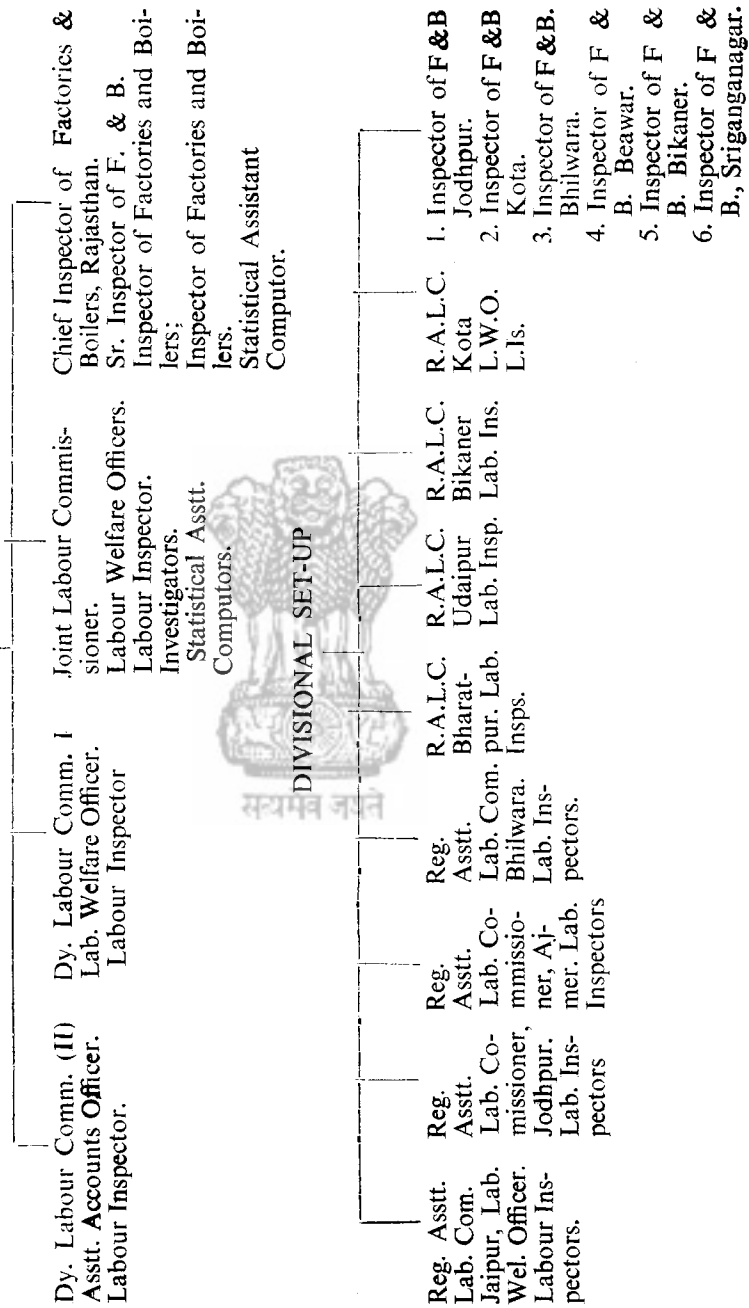 Dy. Labour Comm. (II)
Asstt. Accounts Officer.
Labour Inspector.
Dy. Labour Comm. I
Lab. Welfare Officer.
Labour Inspector
Joint Labour Commis-
sioner.
Labour Welfare Officers.
Labour Inspector.
Investigators.
Statistical Asstt.
Computors.
Chief Inspector of Factories &
Boilers, Rajasthan.
Sr. Inspector of F. & B.
Inspector of Factories and Boi-
lers;
Inspector of Factories and Boi-
lers.
Statistical Assistant
Computor.
DIVISIONAL SET-UP
सत्यमेव जयते
Reg. Asstt.
Lab. Com.
Jaipur, Lab.
Wel. Officer.
Labour Ins-
pectors.
Reg.
Asstt.
Lab. Co-
missioner,
Jodhpur.
Lab. Ins-
pectors
Reg.
Asstt.
Lab. Co-
mmissio-
ner, Aj-
mer. Lab.
Inspectors
Reg.
Asstt.
Lab. Com.
Bhilwara.
Lab. Ins-
pectors.
R.A.L.C.
Bharat-
pur. Lab.
Insps.
R.A.L.C.
Udaipur
Lab. Insp.
R.A.L.C.
Bikaner
Lab. Ins.
R.A.L.C.
Kota
L.W.O.
L.Is.
1. Inspector of F &B
Jodhpur.
2. Inspector of F &B
Kota.
3. Inspector of F &B.
Bhilwara.
4. Inspector of F &
B. Beawar.
5. Inspector of F &
B. Bikaner.
6. Inspector of F &
B., Sriganganagar.